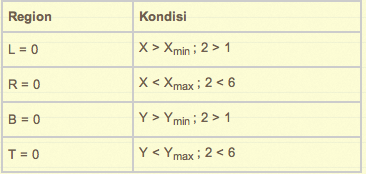 Region Kondisi
L = 0 X > Xmin ; 2 > 1
R = 0 X < Xmax ; 2 < 6
B = 0 Y > Ymin ; 2 > 1
T = 0 Y < Ymax ; 2 < 6